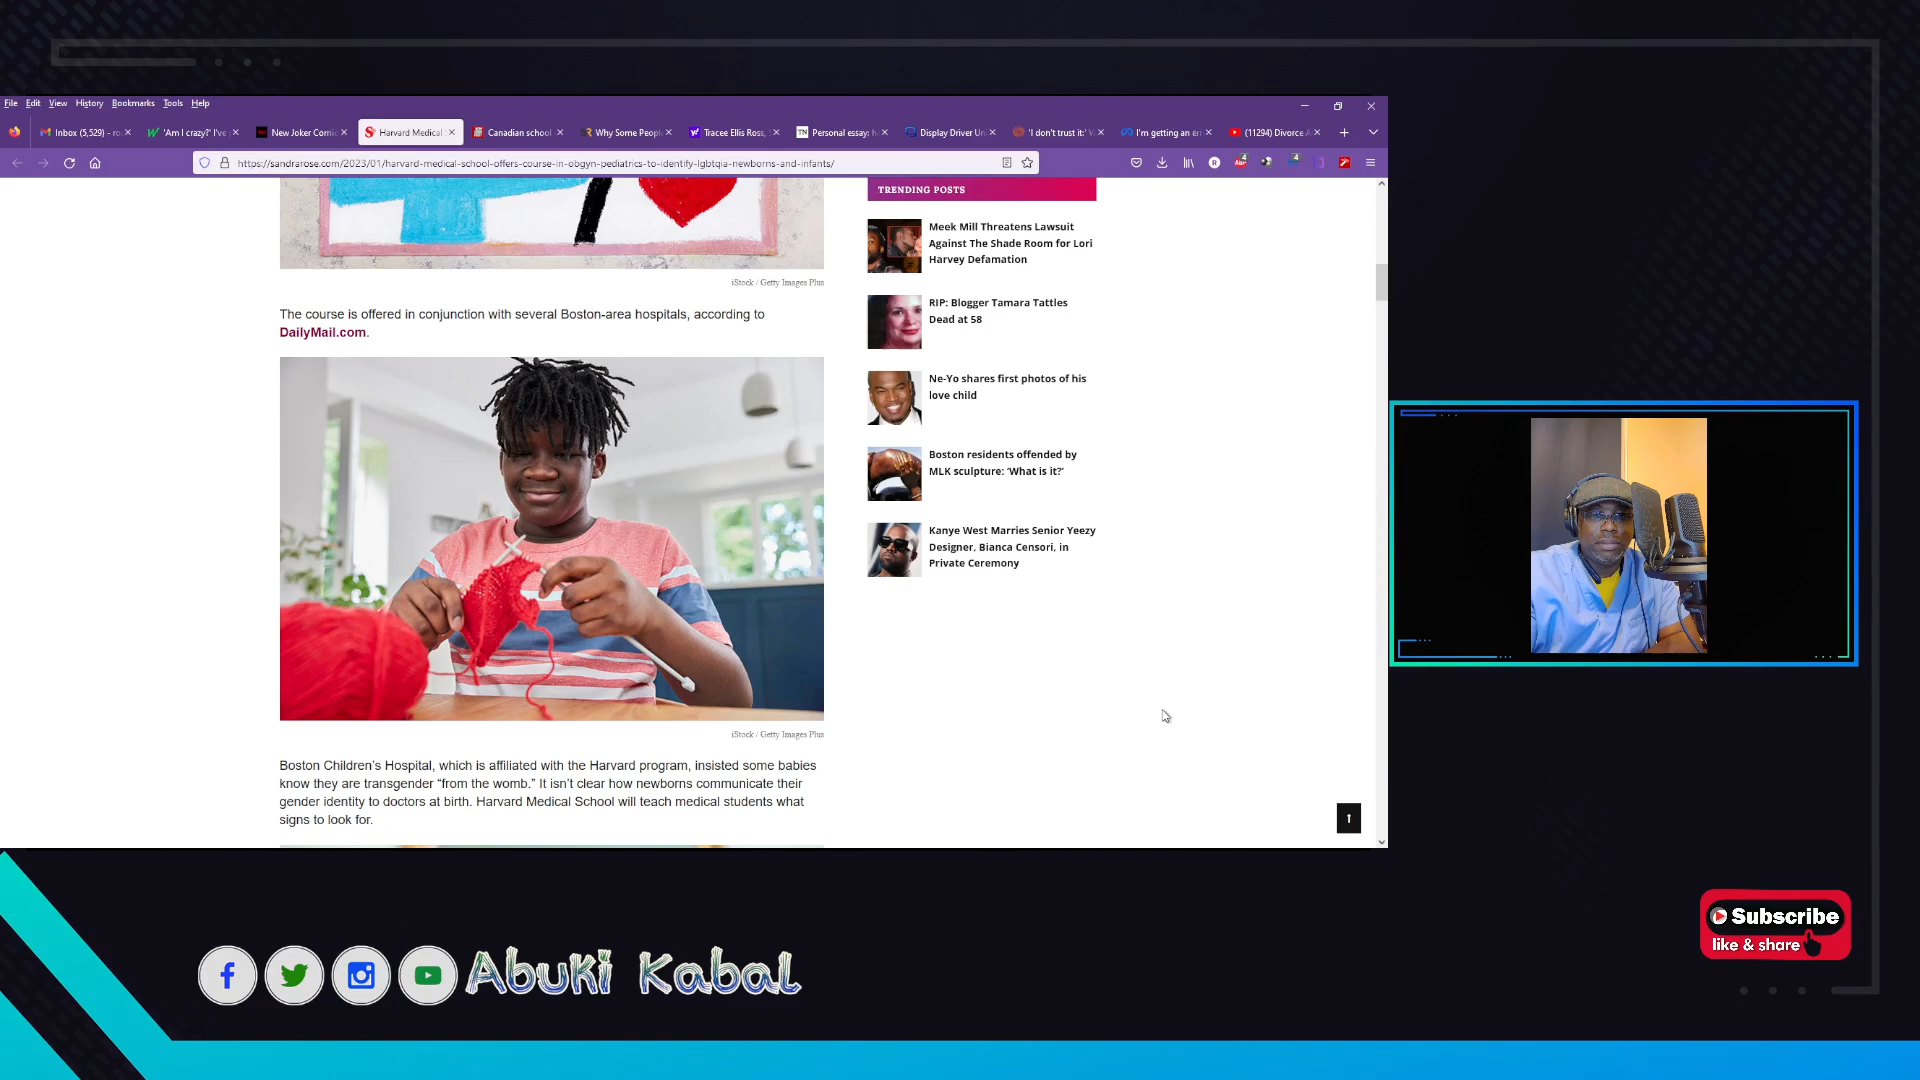 File Edit View History Bookmarks Tools Help
Inbox (5,529) - ro
'Am I crazy?' I've
New Joker Comic
Harvard Medical
Canadian school
Why Some People
Tracee Ellis Ross,
Personal essay: h
Display Driver Un
'I don't trust it:'
I'm getting an er
(11294) Divorce
https://sandrarose.com/2023/01/harvard-medical-school-offers-course-in-obgyn-pediatrics-to-identify-lgbtqia-newborns-and-infants/
iStock / Getty Images Plus
The course is offered in conjunction with several Boston-area hospitals, according to
DailyMail.com.
iStock / Getty Images Plus
Boston Children's Hospital, which is affiliated with the Harvard program, insisted some babies
know they are transgender “from the womb.” It isn’t clear how newborns communicate their
gender identity to doctors at birth. Harvard Medical School will teach medical students what
signs to look for.
TRENDING POSTS
Meek Mill Threatens Lawsuit
Against The Shade Room for Lori
Harvey Defamation
RIP: Blogger Tamara Tattles
Dead at 58
Ne-Yo shares first photos of his
love child
Boston residents offended by
MLK sculpture: ‘What is it?’
Kanye West Marries Senior Yeezy
Designer, Bianca Censori, in
Private Ceremony
Subscribe
like & share
Abuki Kabal